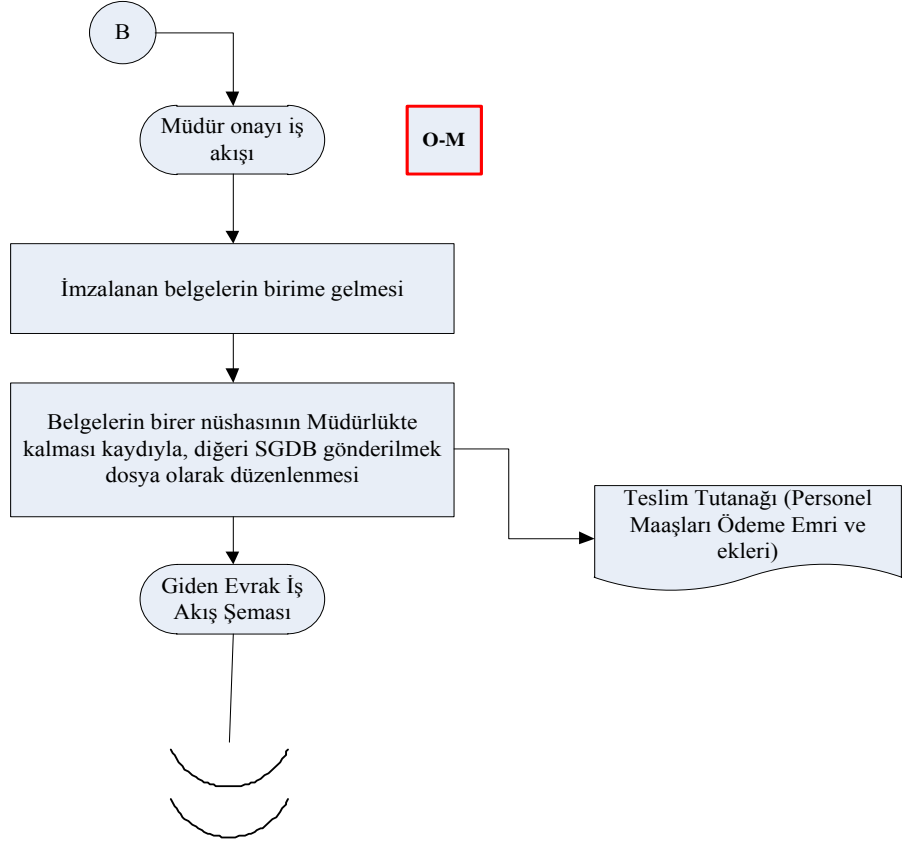 B
Müdür onayı iş
akışı
O-M
İmzalanan belgelerin birime gelmesi
Belgelerin birer nüshasının Müdürlükte
kalması kaydıyla, diğeri SGDB gönderilmek
dosya olarak düzenlenmesi
Teslim Tutanağı (Personel
Maaşları Ödeme Emri ve
ekleri)
Giden Evrak İş
Akış Şeması